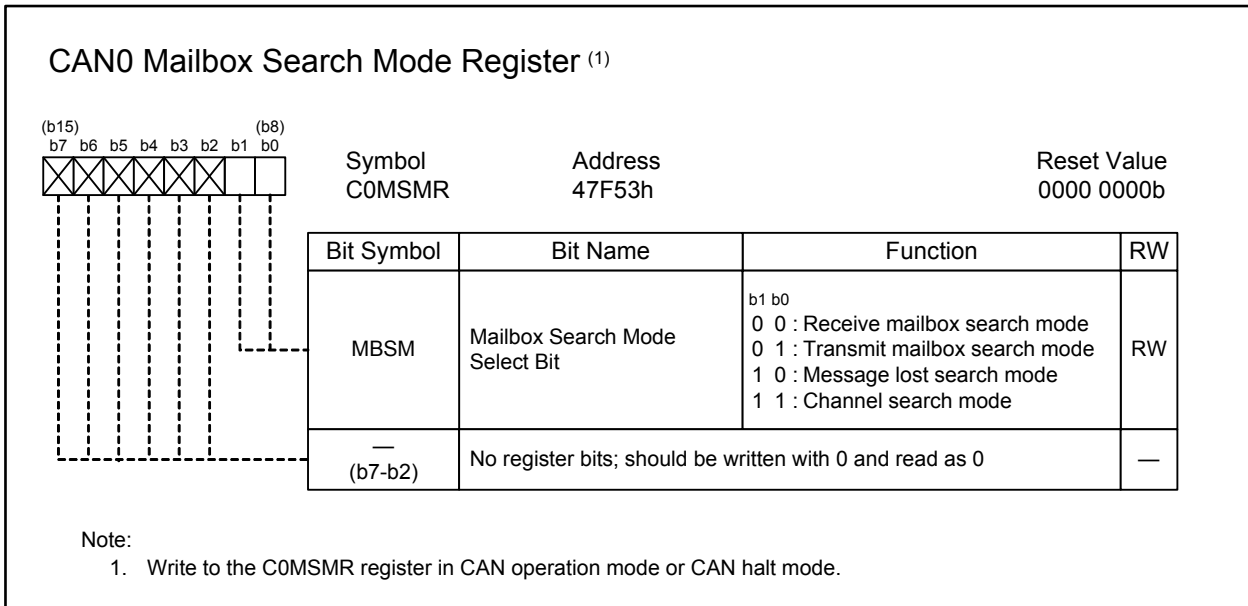 CAN0 Mailbox Search Mode Register (1)
(b15) (b8)
b7 b6 b5 b4 b3 b2 b1 b0
Symbol Address Reset Value
C0MSMR 47F53h 0000 0000b
Bit Symbol Bit Name Function RW
MBSM Mailbox Search Mode Select Bit RW
b1 b0
0 0 : Receive mailbox search mode
0 1 : Transmit mailbox search mode
1 0 : Message lost search mode
1 1 : Channel search mode
— (b7-b2) No register bits; should be written with 0 and read as 0 —
Note:
1. Write to the C0MSMR register in CAN operation mode or CAN halt mode.